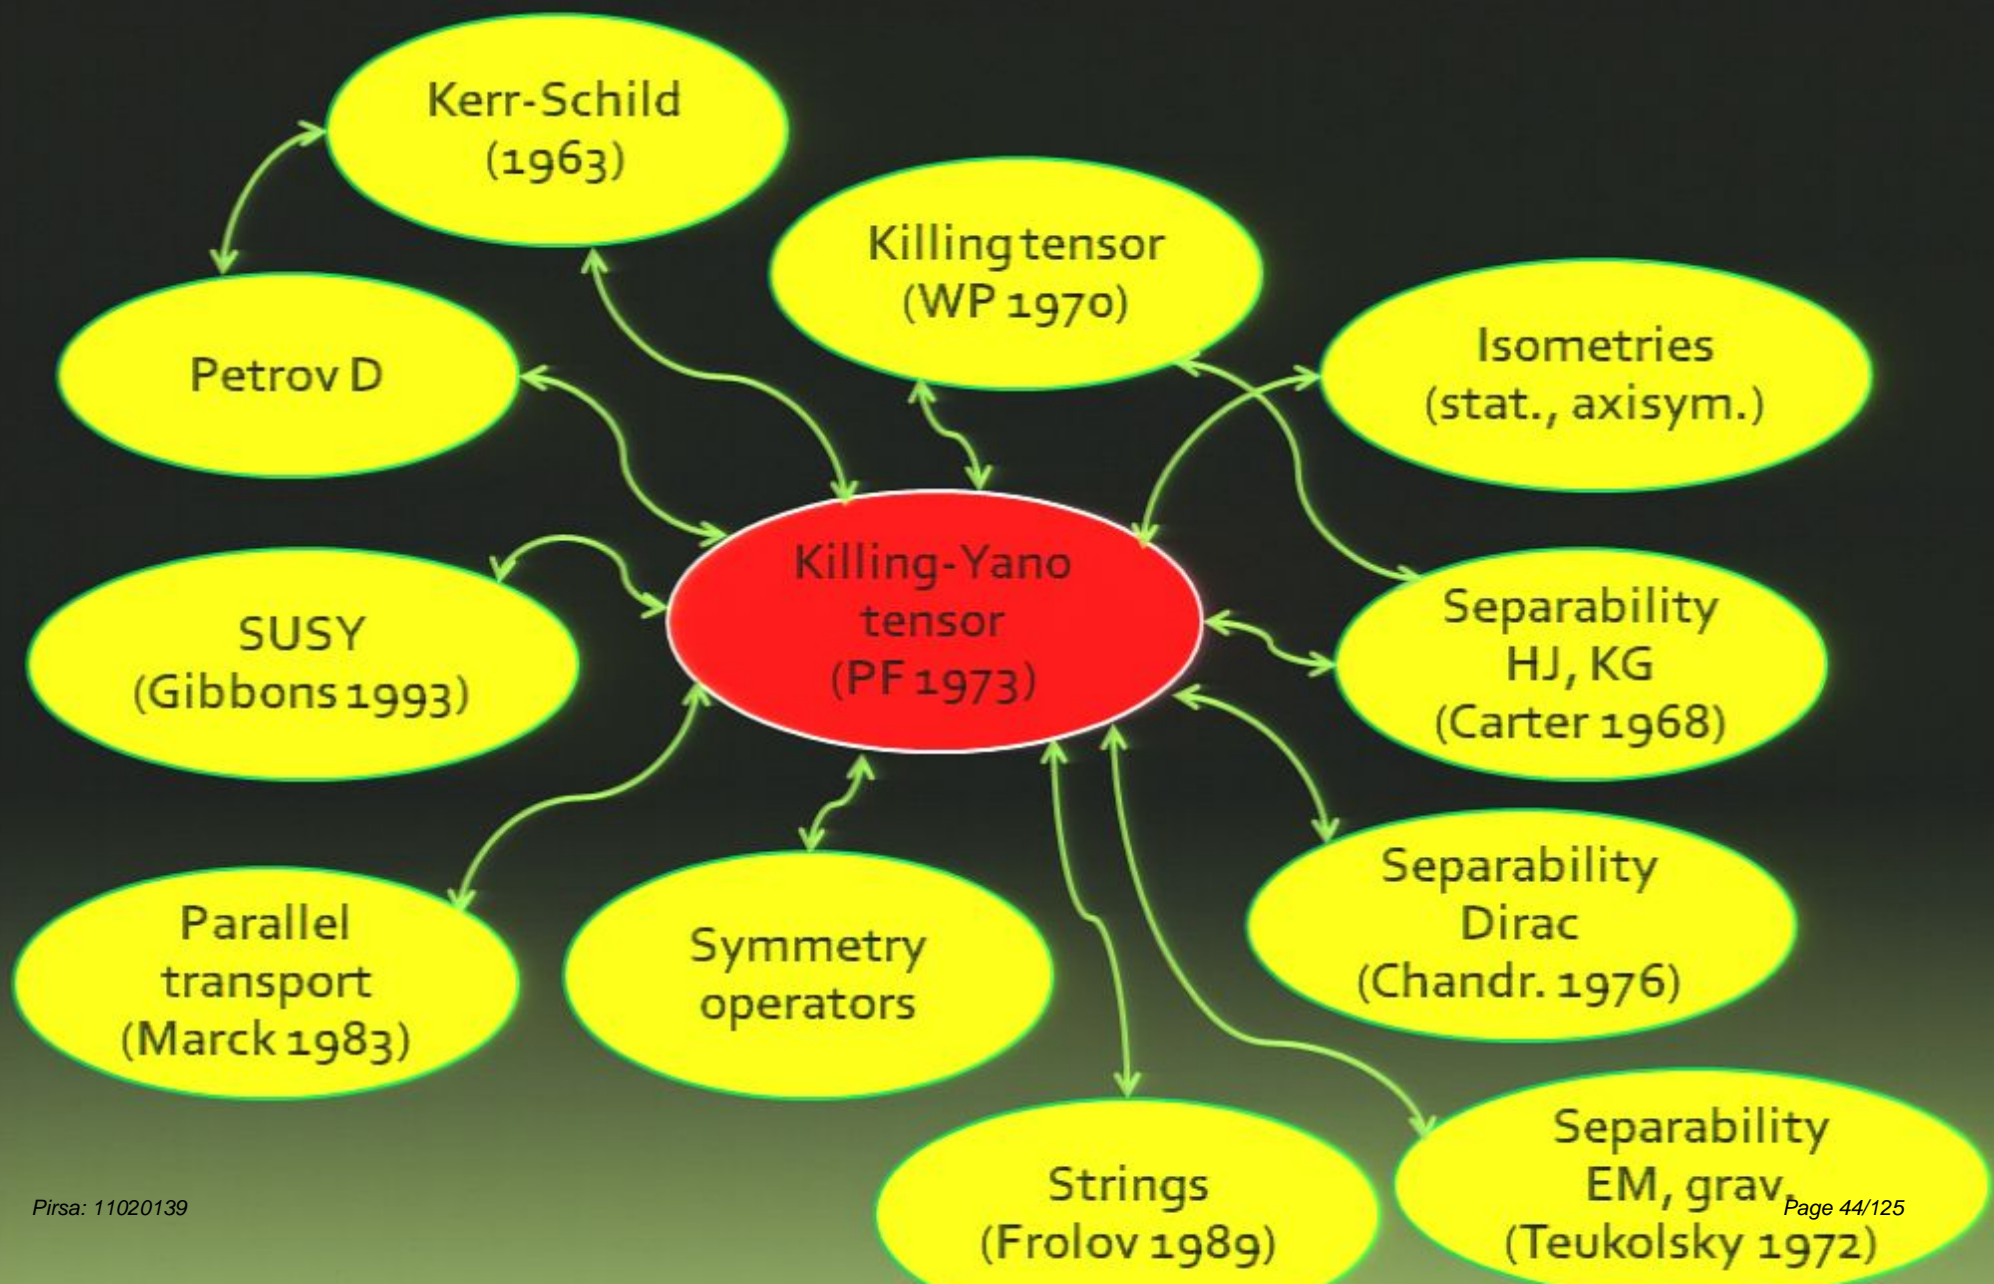 Kerr-Schild
(1963)
Killing tensor
(WP 1970)
Isometries
(stat., axisym.)
Petrov D
Killing-Yano
tensor
(PF 1973)
SUSY
(Gibbons 1993)
Separability
HJ, KG
(Carter 1968)
Parallel
transport
(Marck 1983)
Symmetry
operators
Separability
Dirac
(Chandr. 1976)
Strings
(Frolov 1989)
Separability
EM, grav.
(Teukolsky 1972)
Pirsa: 11020139
Page 44/125